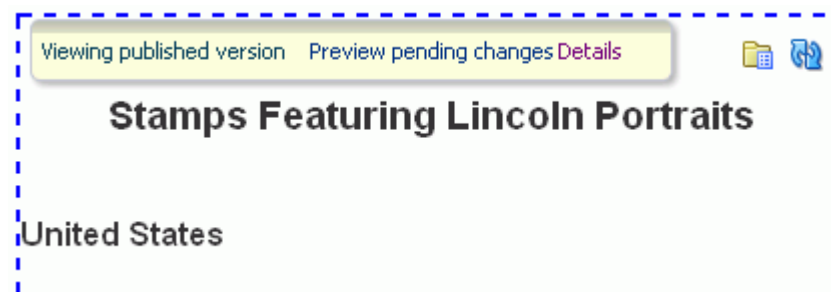 Viewing published version Preview pending changes Details
Stamps Featuring Lincoln Portraits
United States